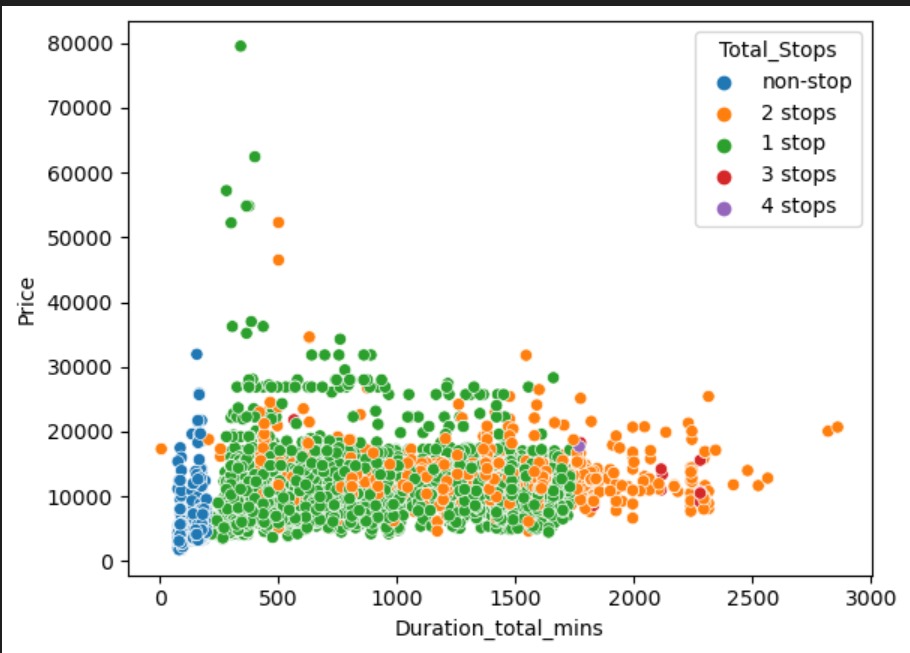 80000
70000
60000
50000
40000
30000
20000
10000
0
Price
0 500 1000 1500 2000 2500 3000
Duration_total_mins
Total_Stops
non-stop
2 stops
1 stop
3 stops
4 stops